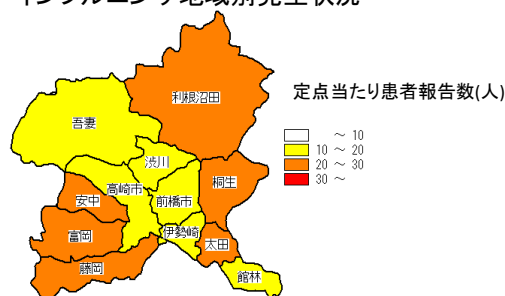 インフルエンザ地域別発生状況
定点当たり患者報告数(人)
～ 10
10 ～ 20
20 ～ 30
30 ～
利根沼田
吾妻
渋川
桐生
高崎市
前橋市
安中
伊勢崎
富岡
太田
藤岡
館林